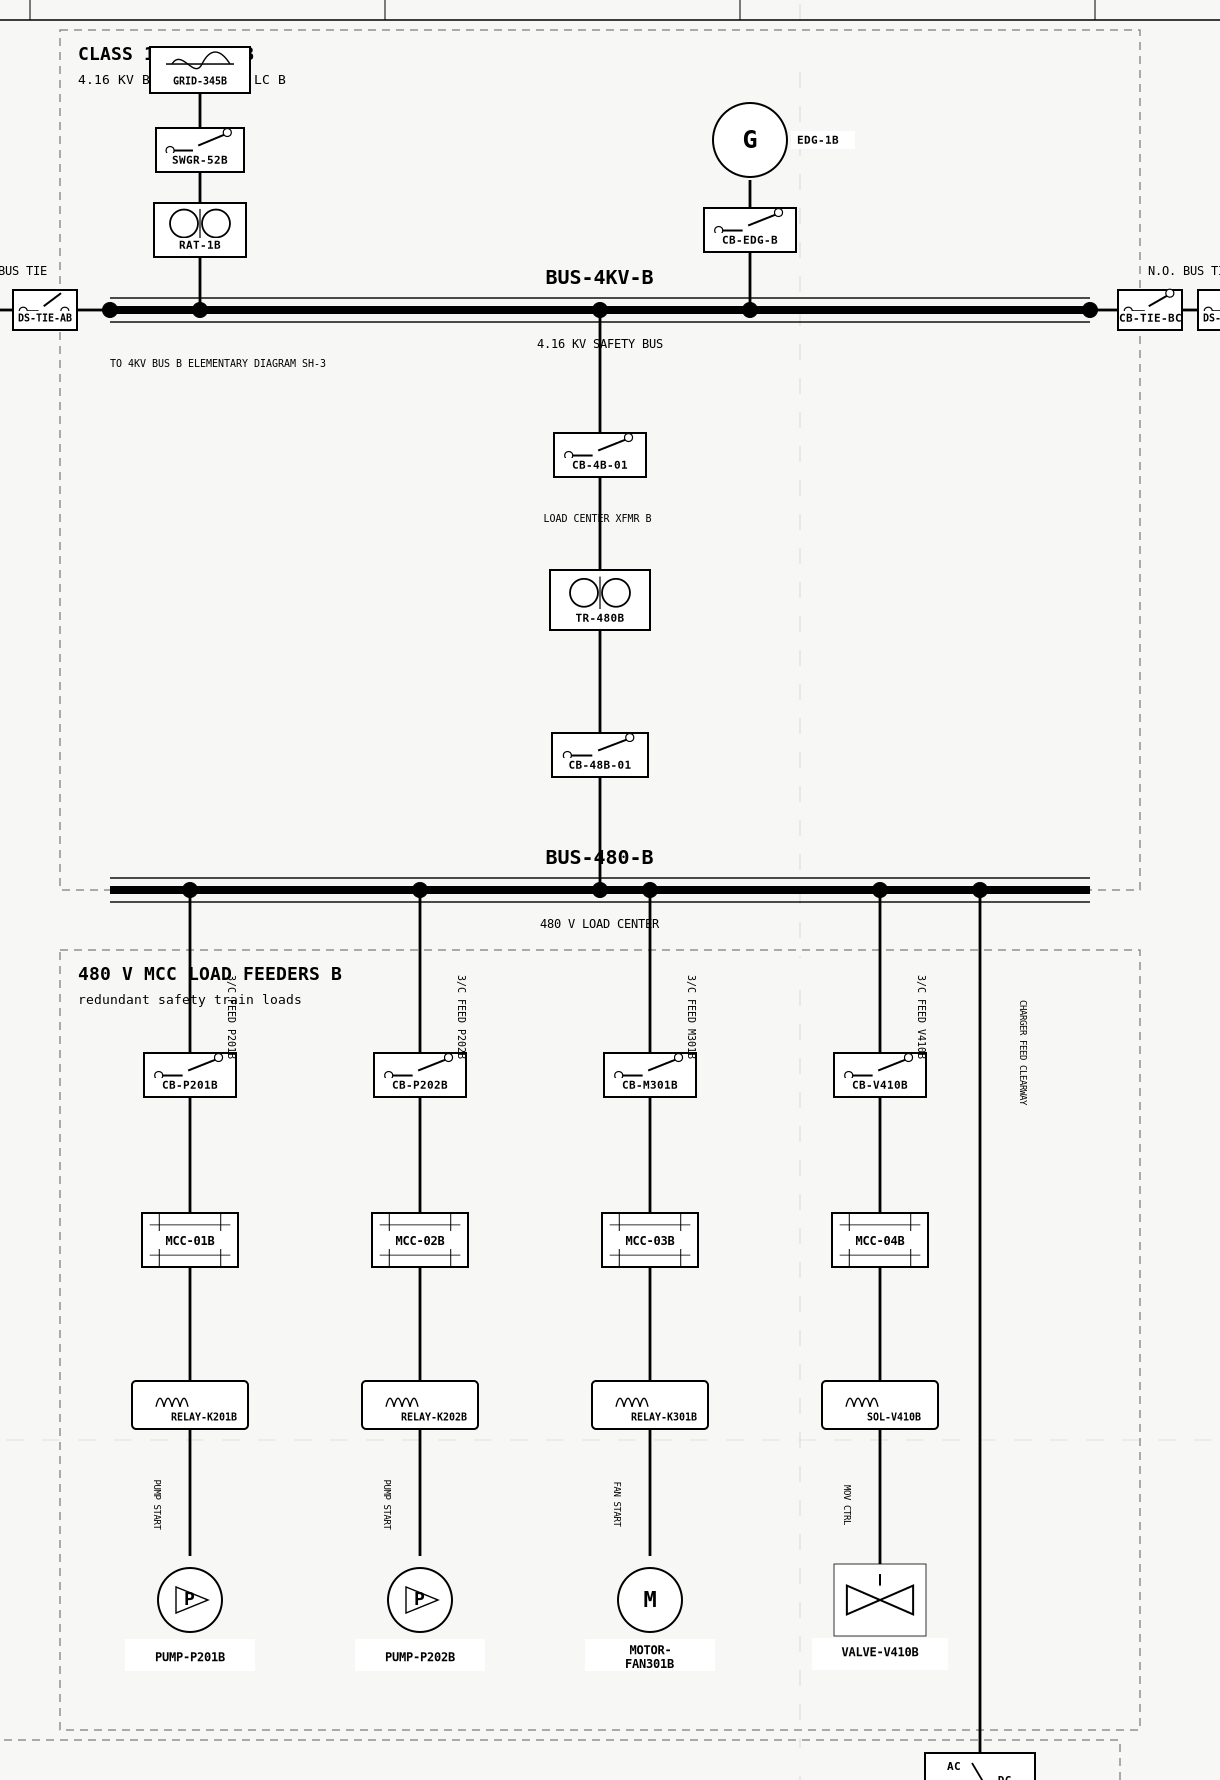 CLASS 1
GRID-345B
4.16 KV B
LC B
SWGR-52B
EDG-1B
G
RAT-1B
CB-EDG-B
BUS TIE
BUS-4KV-B
N.O. BUS TI
DS-TIE-AB
CB-TIE-BC
DS-
4.16 KV SAFETY BUS
TO 4KV BUS B ELEMENTARY DIAGRAM SH-3
CB-4B-01
LOAD CENTER XFMR B
TR-480B
CB-48B-01
BUS-480-B
480 V LOAD CENTER
480 V MCC LOAD FEEDERS B
redundant safety train loads
3/C FEED P201B
3/C FEED P202B
3/C FEED M301B
3/C FEED V410B
CHARGER FEED CLEARWAY
CB-P201B
CB-P202B
CB-M301B
CB-V410B
MCC-01B
MCC-02B
MCC-03B
MCC-04B
RELAY-K201B
RELAY-K202B
RELAY-K301B
SOL-V410B
PUMP START
PUMP START
FAN START
MOV CTRL
P
P
M
PUMP-P201B
PUMP-P202B
MOTOR-
FAN301B
VALVE-V410B
AC
DC